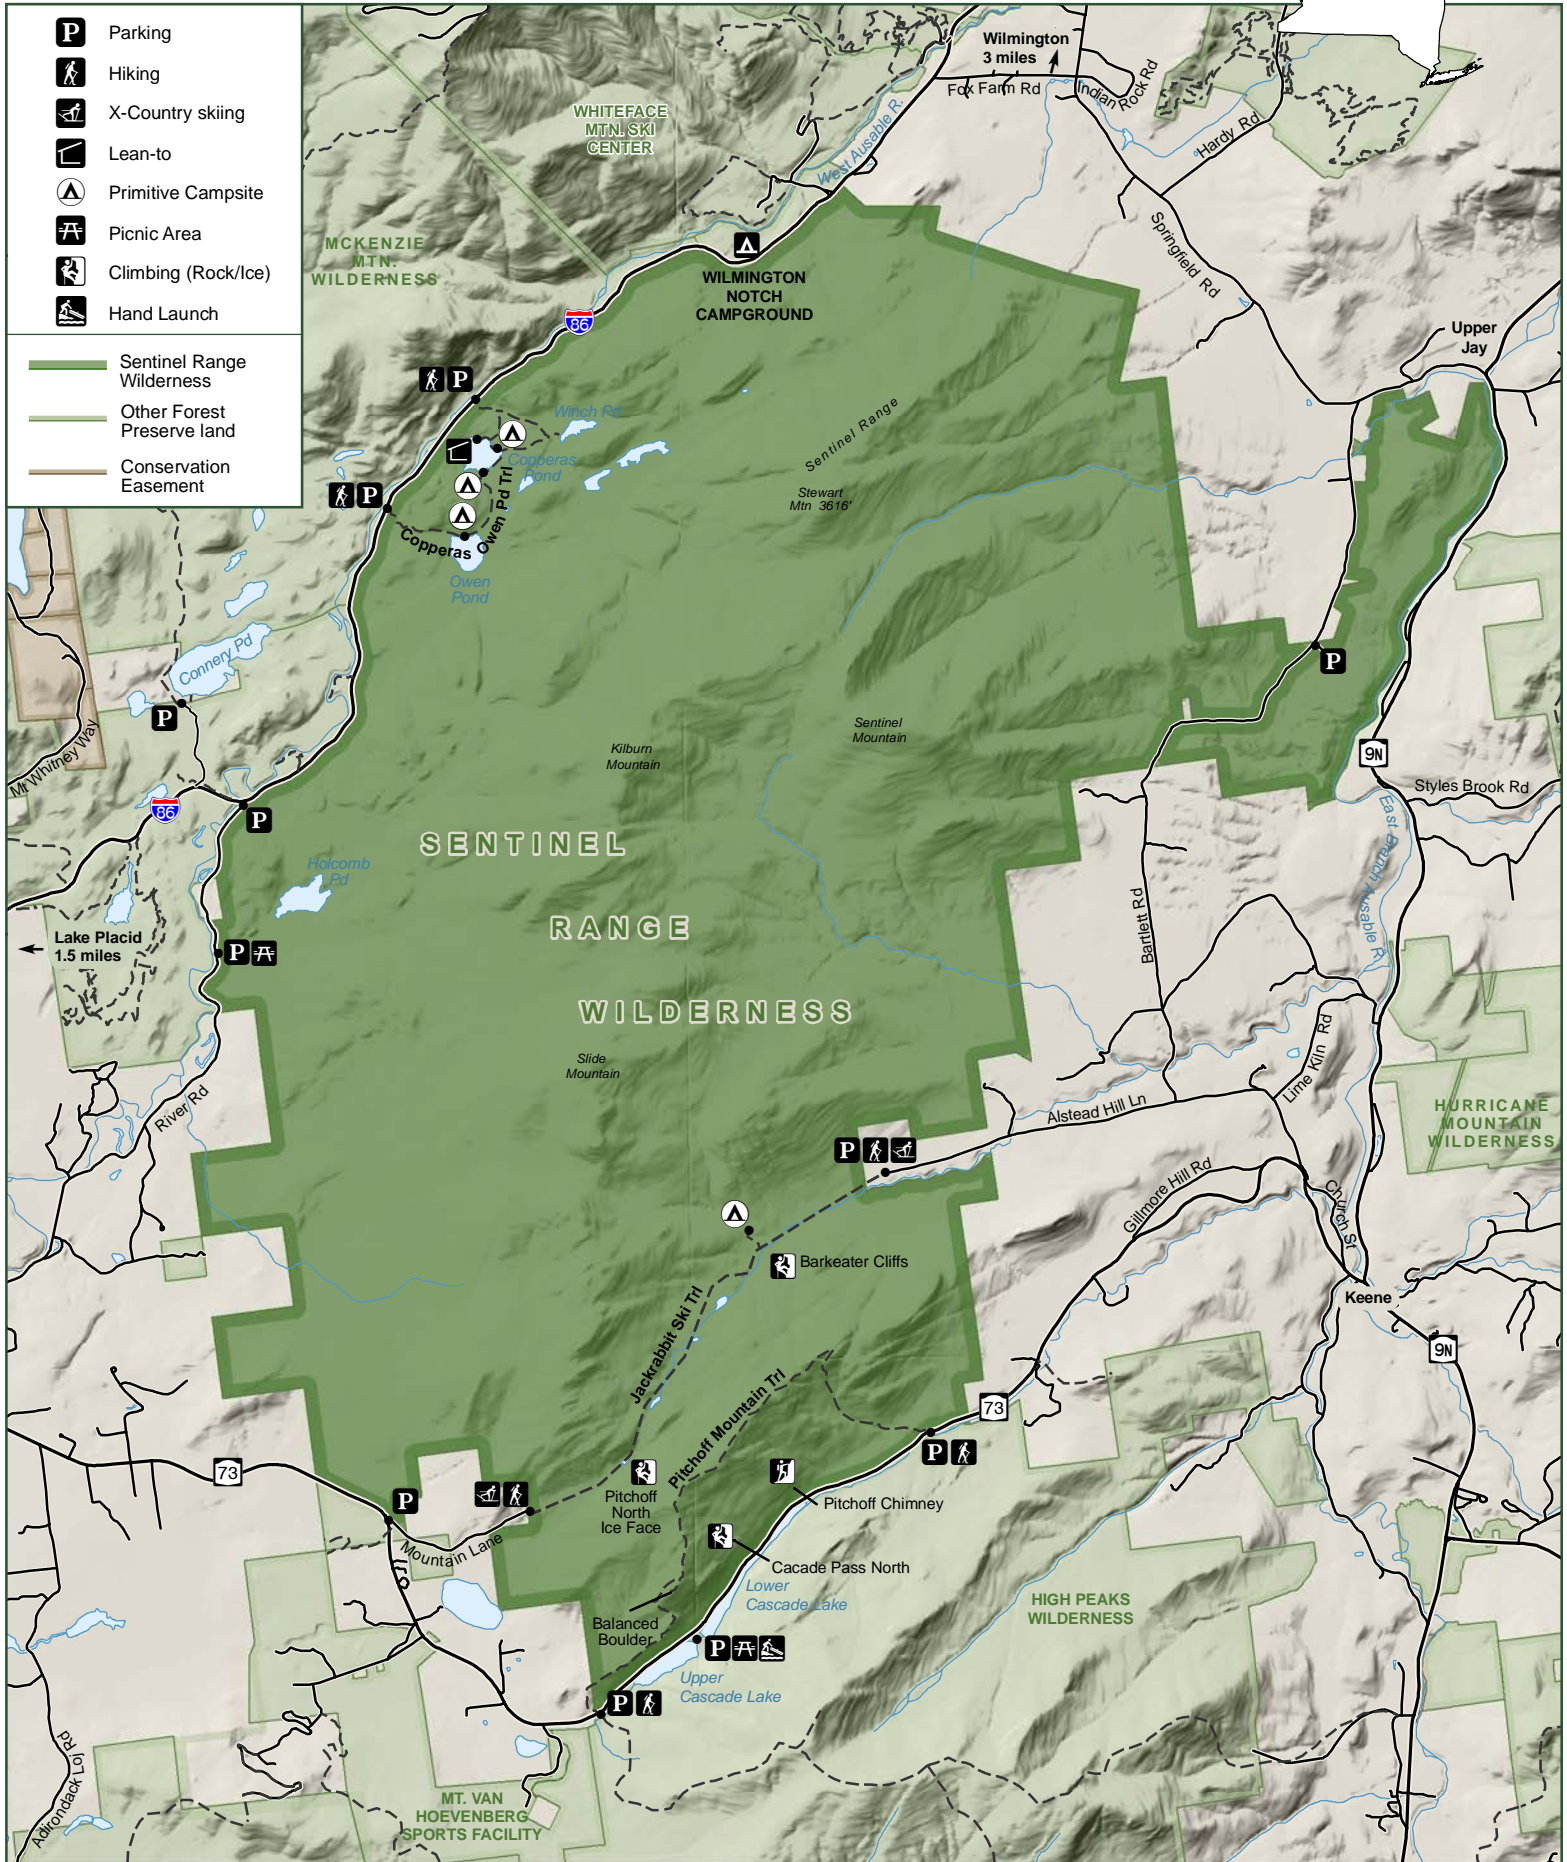 P Parking
Hiking
X-Country skiing
Lean-to
Primitive Campsite
Picnic Area
Climbing (Rock/Ice)
Hand Launch
Sentinel Range
Wilderness
Other Forest
Preserve land
Conservation
Easement
Wilmington
3 miles
Fox Farm Rd
Indian Rock Rd
Hardy Rd
WHITEFACE
MTN. SKI
CENTER
West Ausable R.
MCKENZIE
MTN.
WILDERNESS
Springfield Rd
WILMINGTON
NOTCH
CAMPGROUND
86
Upper
Jay
P
Winch Pd
Copperas
Pond
Sentinel Range
Stewart
Mtn 3616'
P
Copperas
Owen Pd Trl
Owen
Pond
Connery Pd
P
P
Mt Whitney Way
Sentinel
Mountain
Kilburn
Mountain
9N
Styles Brook Rd
86
P
East Branch Ausable R.
SENTINEL
Holcomb
Pd
RANGE
Bartlett Rd
Lake Placid
1.5 miles
P
WILDERNESS
Slide
Mountain
Lime Kiln Rd
River Rd
Alstead Hill Ln
HURRICANE
MOUNTAIN
WILDERNESS
P
Gillmore Hill Rd
Church St
Barkeater Cliffs
Keene
Jackrabbit Ski Trl
9N
Pitchoff Mountain Trl
73
P
73
P
Pitchoff
North
Ice Face
Pitchoff Chimney
Mountain Lane
Cacade Pass North
Lower
Cascade Lake
HIGH PEAKS
WILDERNESS
Balanced
Boulder
P
Upper
Cascade Lake
P
Adirondack Loj Rd
MT. VAN
HOEVENBERG
SPORTS FACILITY